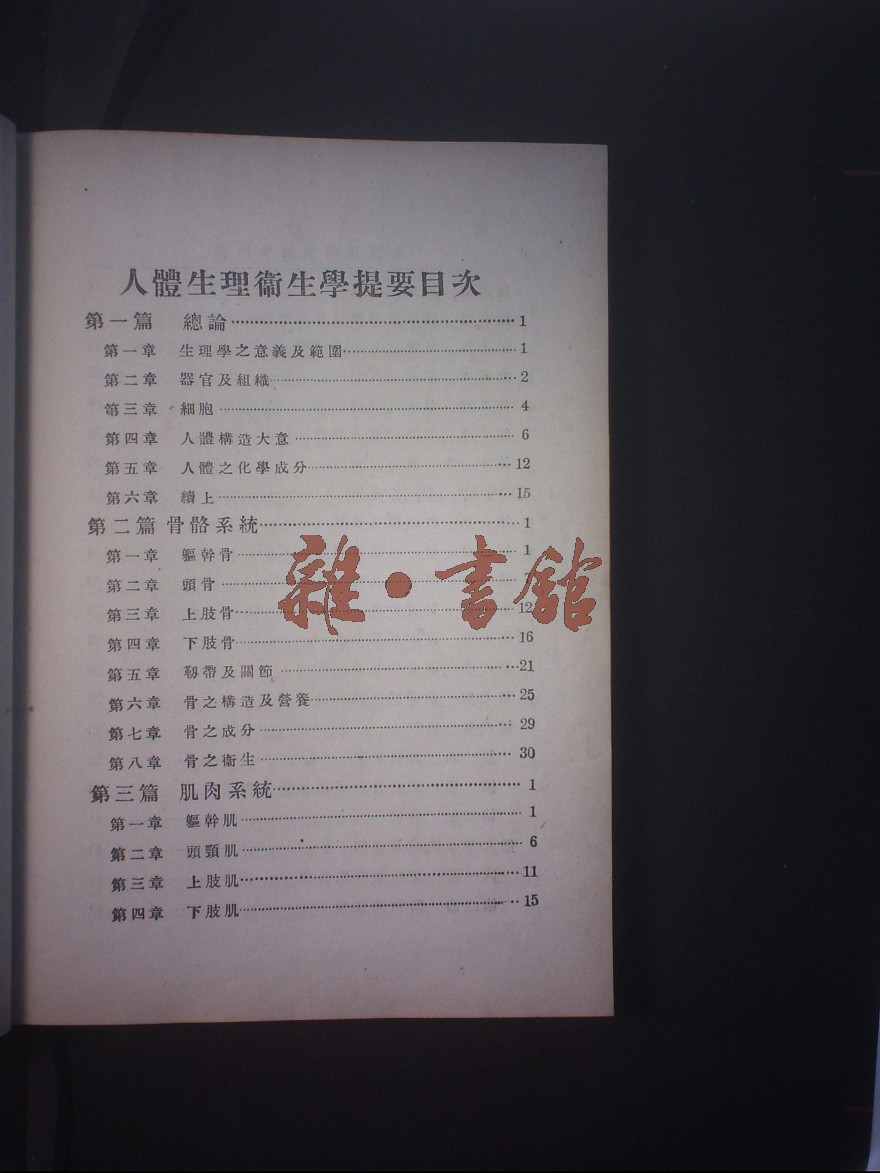 人體生理衞生學提要目次
第一篇 總論 1
第一章 生理學之意義及範圍 1
第二章 器官及組織 2
第三章 細胞 4
第四章 人體構造大意 6
第五章 人體之化學成分 12
第六章 續上 15
第二篇 骨骼系統 1
第一章 軀幹骨 1
第二章 頭骨
第三章 上肢骨 12
第四章 下肢骨 16
第五章 韌帶及關節 21
第六章 骨之構造及營養 25
第七章 骨之成分 29
第八章 骨之衞生 30
第三篇 肌肉系統 1
第一章 軀幹肌 1
第二章 頭頸肌 6
第三章 上肢肌 11
第四章 下肢肌 15
雜·書館